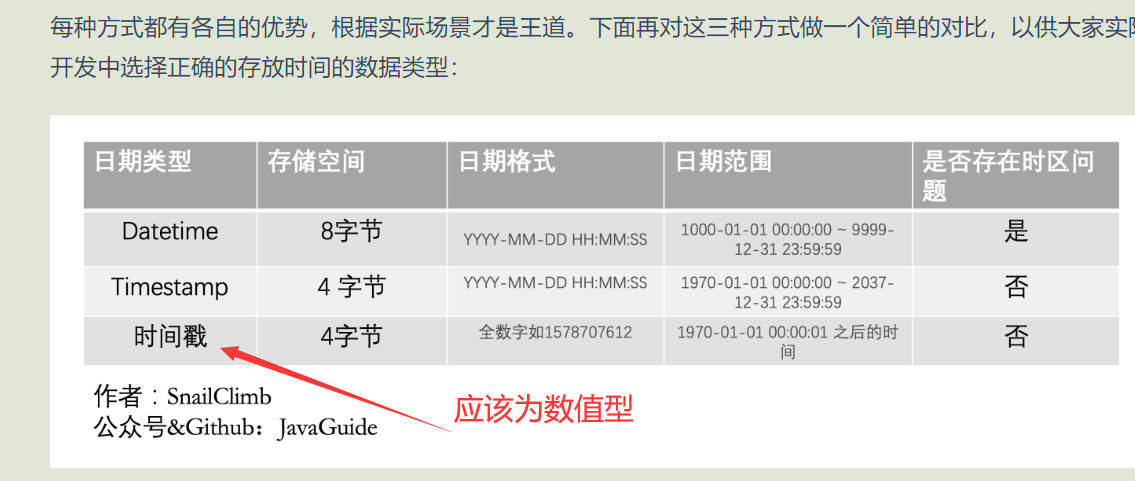 每种方式都有各自的优势，根据实际场景才是王道。下面再对这三种方式做一个简单的对比，以供大家实际
开发中选择正确的存放时间的数据类型：
日期类型 存储空间 日期格式 日期范围 是否存在时区问
题
Datetime 8字节 YYYY-MM-DD HH:MM:SS 1000-01-01 00:00:00 ~ 9999-
12-31 23:59:59 是
Timestamp 4 字节 YYYY-MM-DD HH:MM:SS 1970-01-01 00:00:00 ~ 2037-
12-31 23:59:59 否
时间戳 4字节 全数字如1578707612 1970-01-01 00:00:01 之后的时
间 否
应该为数值型
作者：SnailClimb
公众号&Github：JavaGuide